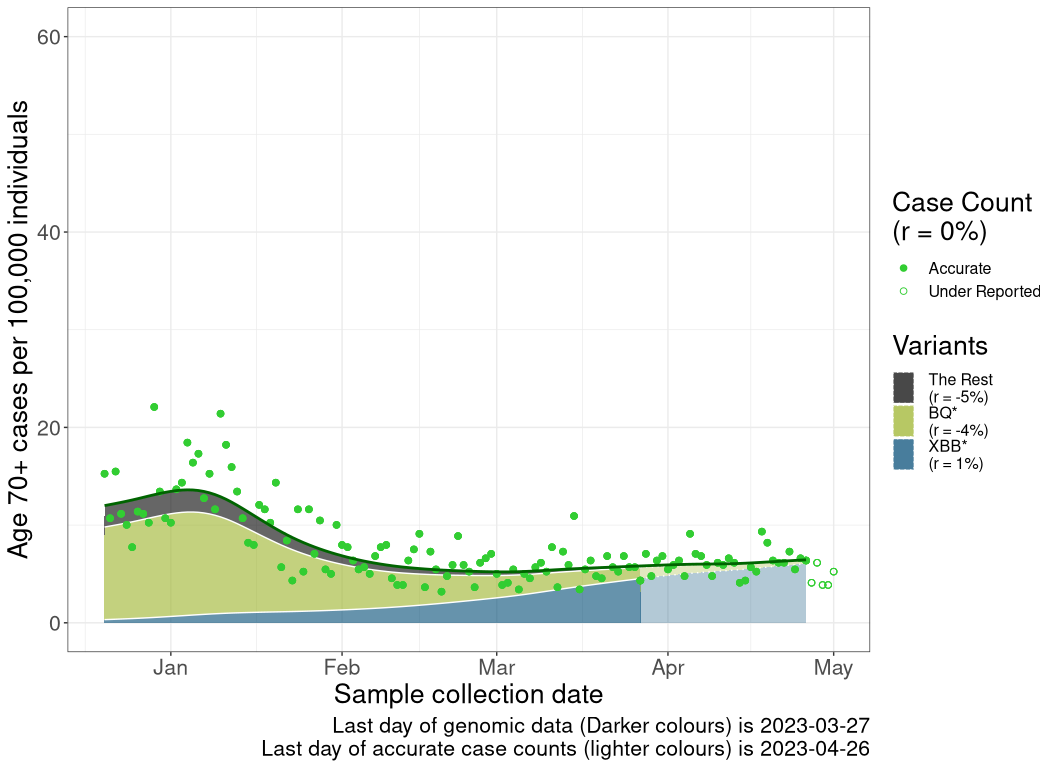 Age 70+ cases per 100,000 individuals
60
40
20
0
Jan
Feb
Mar
Apr
May
Sample collection date
Last day of genomic data (Darker colours) is 2023-03-27
Last day of accurate case counts (lighter colours) is 2023-04-26
Case Count
(r = 0%)
Accurate
Under Reported
Variants
The Rest
(r = -5%)
BQ*
(r = -4%)
XBB*
(r = 1%)